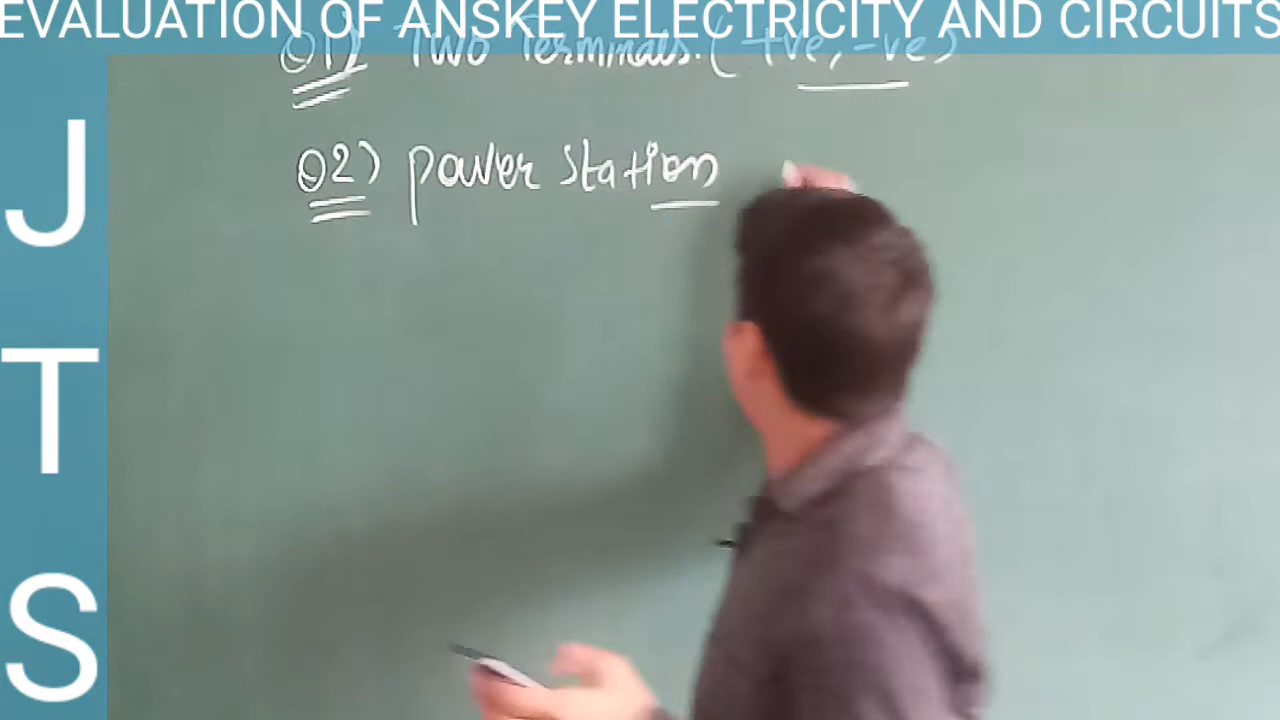 EVALUATION OF ANSKEY ELECTRICITY AND CIRCUITS
Q1) Two Terminals. (+ve, -ve)
Q2) power station
J
T
S